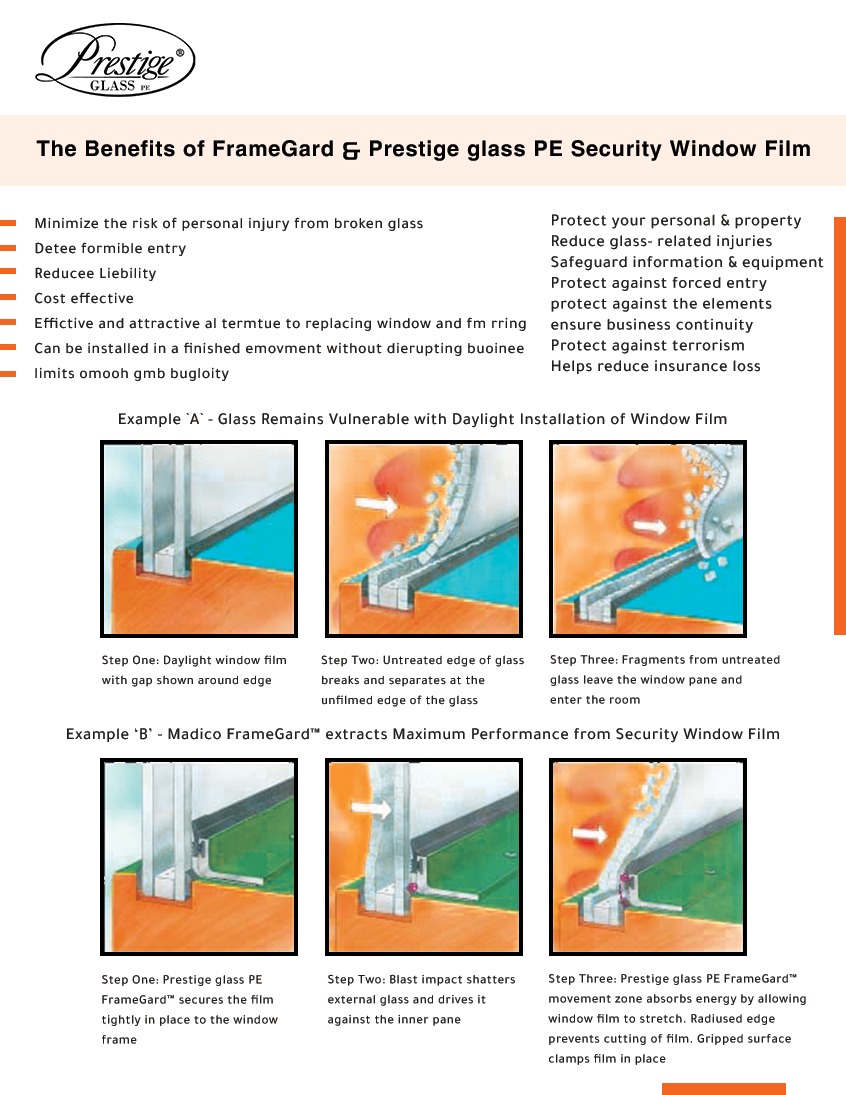 Prestige®
GLASS PE
The Benefits of FrameGard & Prestige glass PE Security Window Film
Minimize the risk of personal injury from broken glass
Detee formible entry
Reducee Liebility
Cost effective
Effictive and attractive al termtue to replacing window and fm rring
Can be installed in a finished emovment without dierupting buoinee
limits omooh gmb bugloity
Protect your personal & property
Reduce glass- related injuries
Safeguard information & equipment
Protect against forced entry
protect against the elements
ensure business continuity
Protect against terrorism
Helps reduce insurance loss
Example `A` - Glass Remains Vulnerable with Daylight Installation of Window Film
Step One: Daylight window film
with gap shown around edge
Step Two: Untreated edge of glass
breaks and separates at the
unfilmed edge of the glass
Step Three: Fragments from untreated
glass leave the window pane and
enter the room
Example ‘B’ - Madico FrameGard™ extracts Maximum Performance from Security Window Film
Step One: Prestige glass PE
FrameGard™ secures the film
tightly in place to the window
frame
Step Two: Blast impact shatters
external glass and drives it
against the inner pane
Step Three: Prestige glass PE FrameGard™
movement zone absorbs energy by allowing
window film to stretch. Radiused edge
prevents cutting of film. Gripped surface
clamps film in place